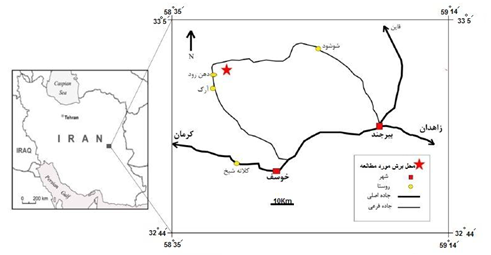 58 35
59 14
33 5
33 5
N
قاین
شوشود
دهن رود
آرک
بیرجند
زاهدان
کرمان
کلاته شیخ
خوسف
10Km
محل برش مورد مطالعه
شهر
روستا
جاده اصلی
جاده فرعی
32 44
32 44
58 35
59 14
Caspian
Sea
Tehran
IRAN
IRAQ
Persian Gulf
0 200 km